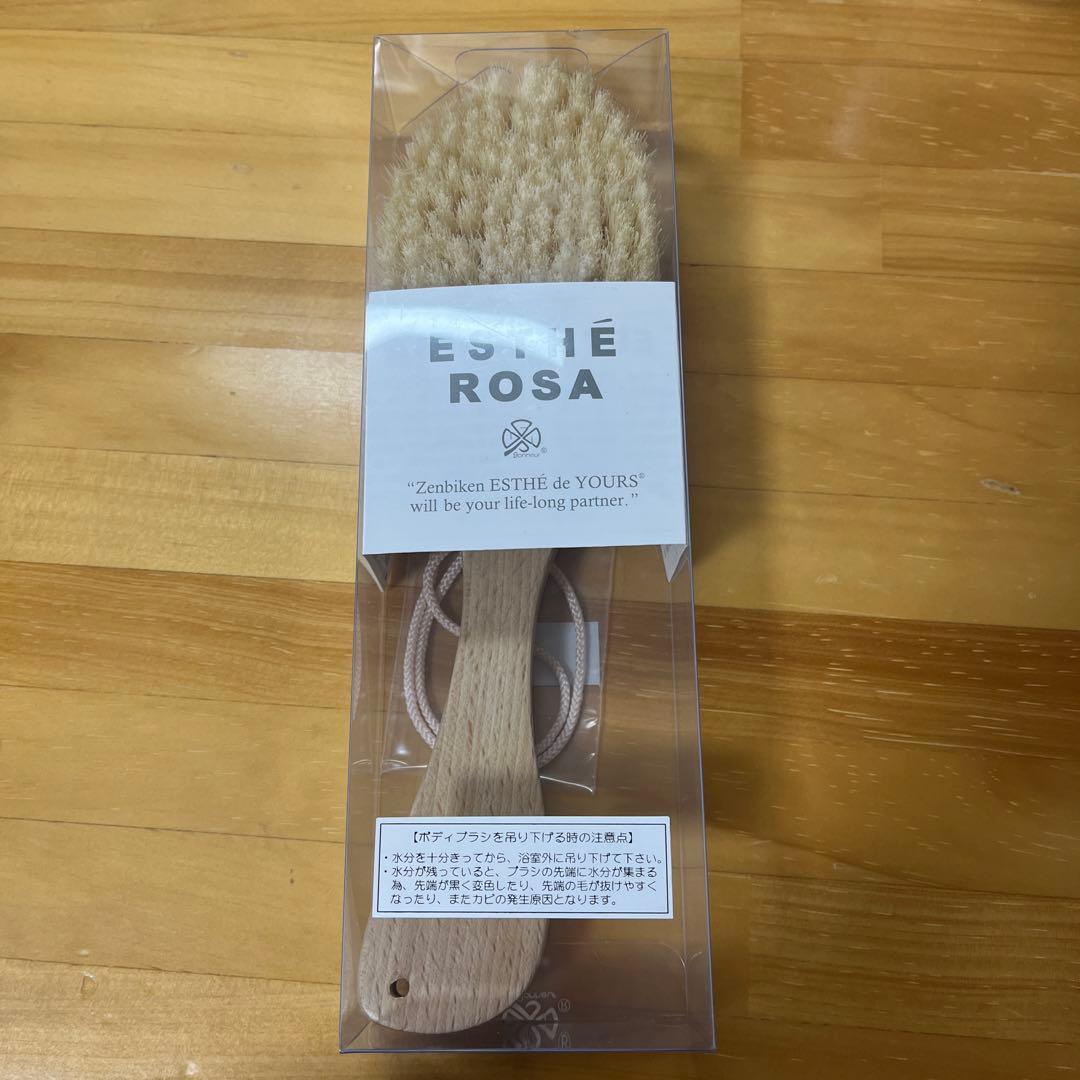 ESTHÉ
ROSA
Bonheur®
“Zenbiken ESTHÉ de YOURS©
will be your life-long partner.”
【ボディブラシを吊り下げる時の注意点】
・水分を十分きってから、浴室外に吊り下げて下さい。
・水分が残っていると、ブラシの先端に水分が集まる
為、先端が黒く変色したり、先端の毛が抜けやすく
なったり、またカビの発生原因となります。